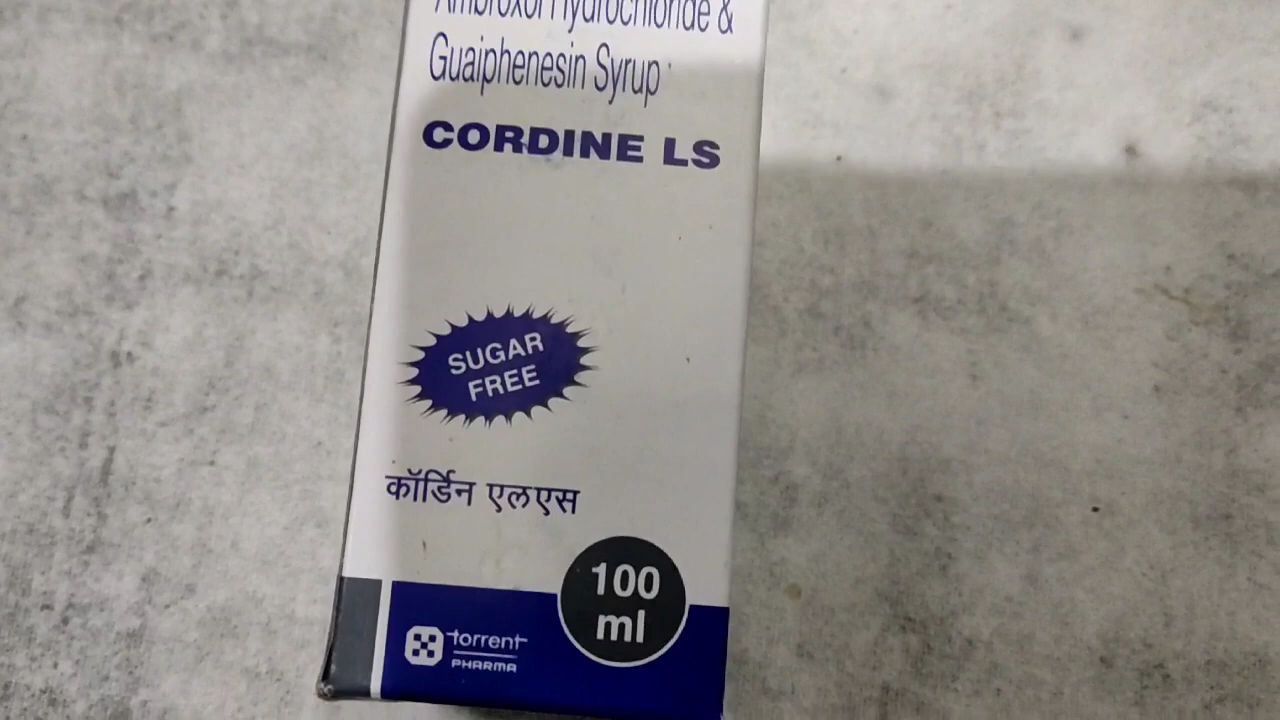 Ambroxol Hydrochloride &
Guaiphenesin Syrup
CORDINE LS
SUGAR
FREE
कॉर्डिन एलएस
100
ml
torrent
PHARMA